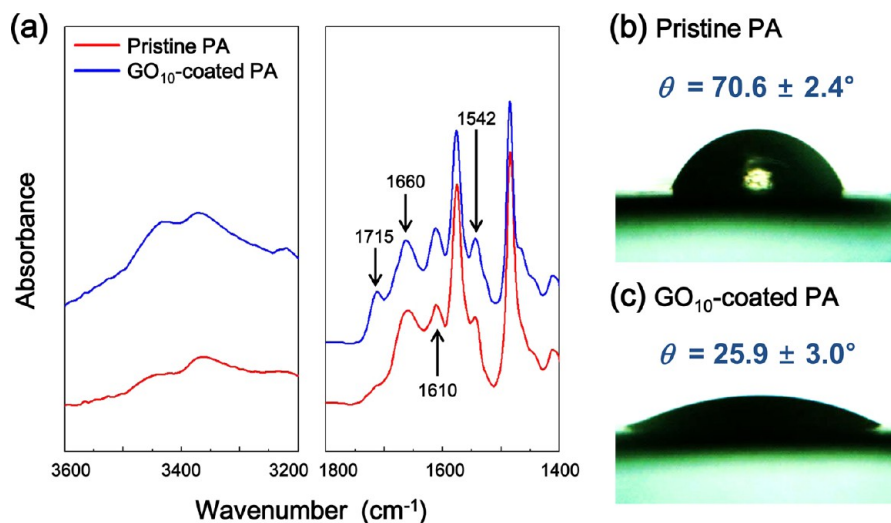 (a)
Pristine PA
GO₁₀-coated PA
1715
1660
1542
1610
Absorbance
3600
3400
3200
1800
1600
1400
Wavenumber (cm⁻¹)
(b) Pristine PA
θ = 70.6 ± 2.4°
(c) GO₁₀-coated PA
θ = 25.9 ± 3.0°